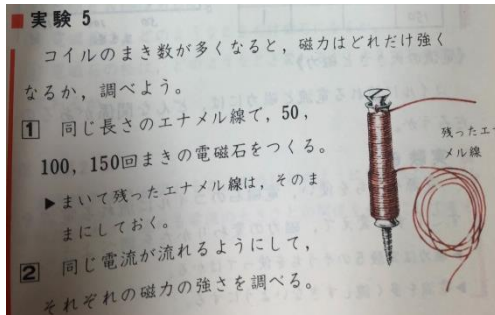 ■実験 5
コイルのまき数が多くなると，磁力はどれだけ強く
なるか，調べよう。
1 同じ長さのエナメル線で，50，
100，150回まきの電磁石をつくる。
▶まいて残ったエナメル線は，そのま
まにしておく。
2 同じ電流が流れるようにして，
それぞれの磁力の強さを調べる。
残ったエ
メル線